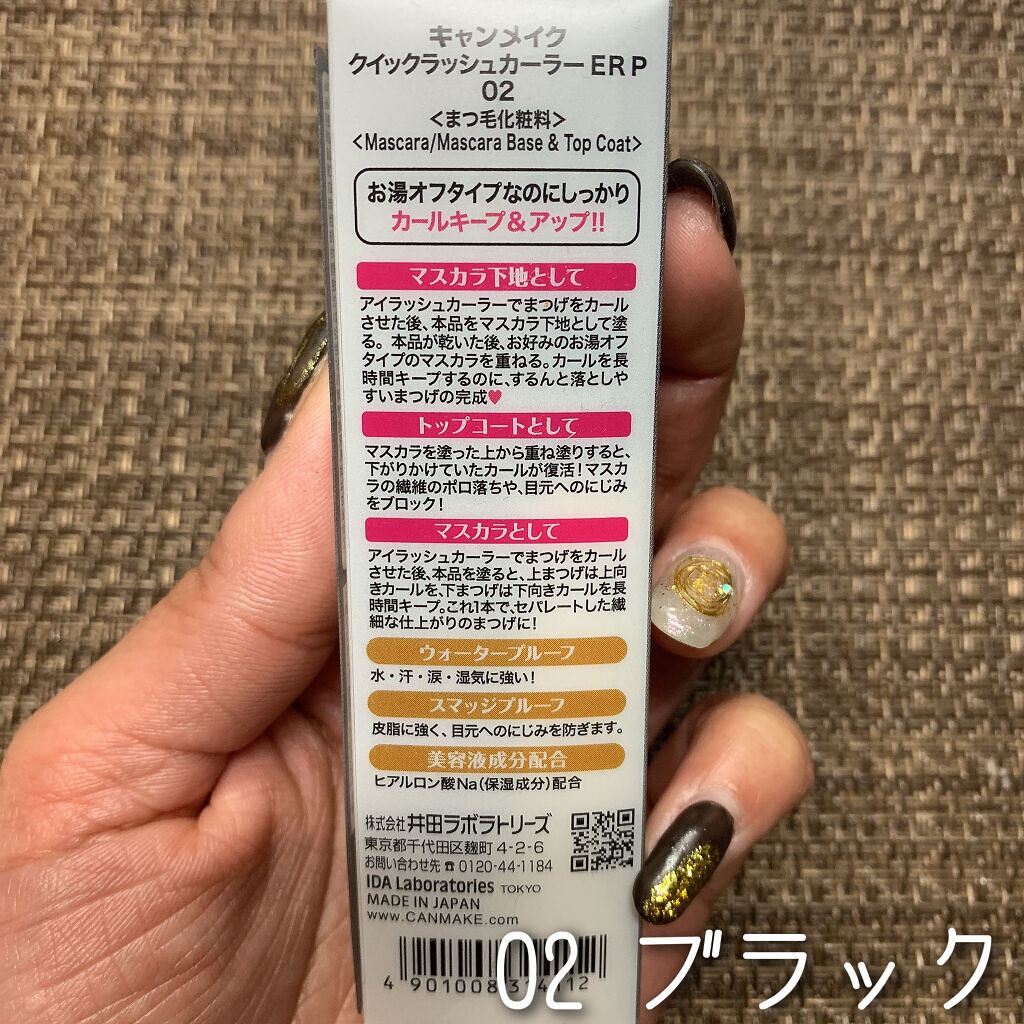 キャンメイク
クイックラッシュカーラー ER P
02
＜まつ毛化粧料＞
＜Mascara/Mascara Base & Top Coat＞
お湯オフタイプなのにしっかり
カールキープ&アップ!!
マスカラ下地として
アイラッシュカーラーでまつげをカール
させた後、本品をマスカラ下地として塗
る。本品が乾いた後、お好みのお湯オフ
タイプのマスカラを重ねる。カールを長
時間キープするのに、するんと落としや
すいまつげの完成♥
トップコートとして
マスカラを塗った上から重ね塗りすると、
下がりかけていたカールが復活!マスカ
ラの繊維のポロ落ちや、目元へのにじみ
をブロック!
マスカラとして
アイラッシュカーラーでまつげをカール
させた後、本品を塗ると、上まつげは上向
きカールを、下まつげは下向きカールを長
時間キープ。これ1本で、セパレートした繊
細な仕上がりのまつげに!
ウォータープルーフ
水・汗・涙・湿気に強い!
スマッジプルーフ
皮脂に強く、目元へのにじみを防ぎます。
美容液成分配合
ヒアルロン酸Na(保湿成分)配合
株式会社 井田ラボラトリーズ
東京都千代田区麹町 4-2-6
お問い合わせ先 ☎ 0120-44-1184
IDA Laboratories TOKYO
MADE IN JAPAN
www.CANMAKE.com
4 901008 314112
02 ブラック